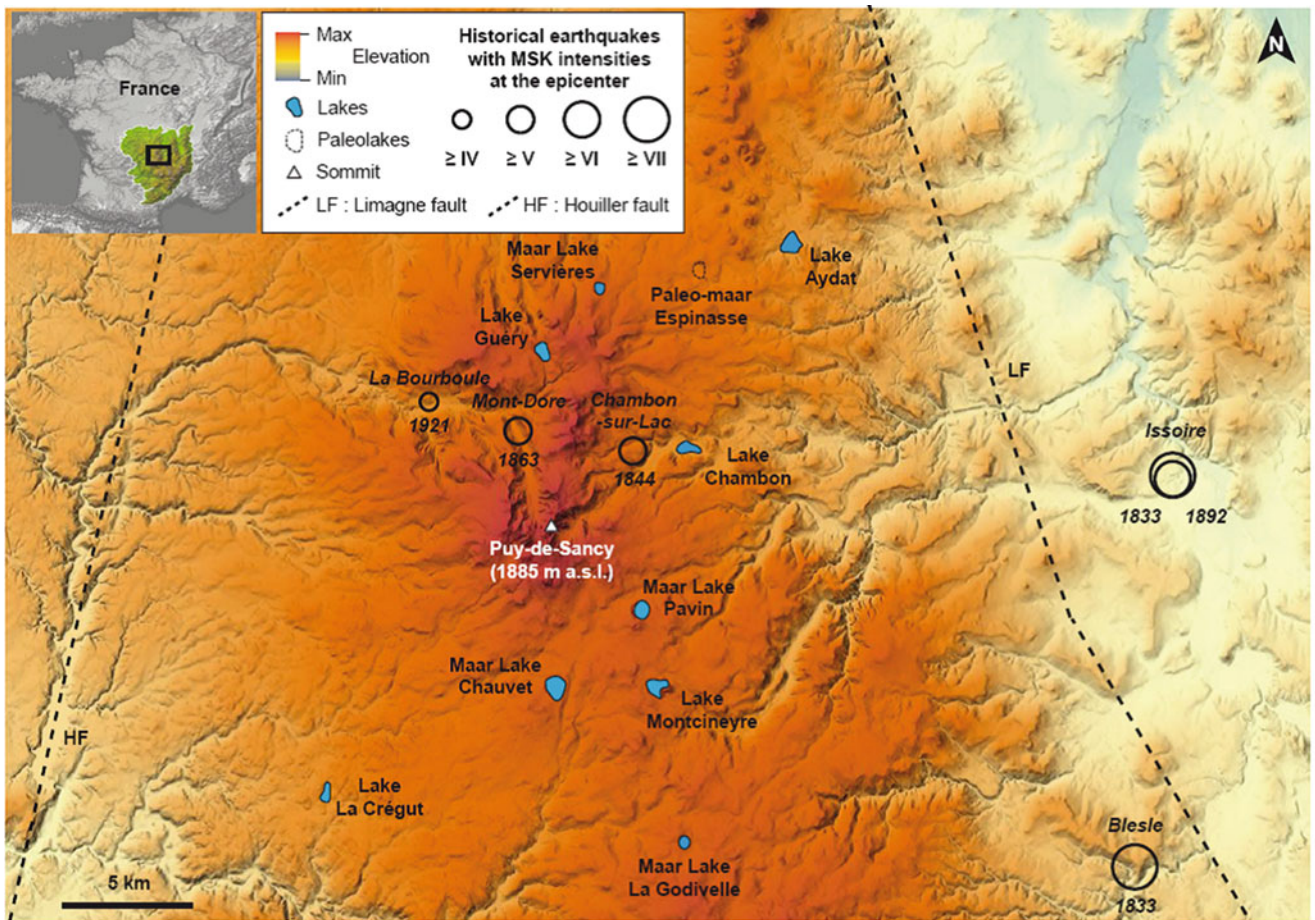 France
Max
Elevation
Min
Lakes
Paleolakes
Sommit
LF : Limagne fault
HF : Houiller fault
Historical earthquakes
with MSK intensities
at the epicenter
≥ IV
≥ V
≥ VI
≥ VII
N
Maar Lake
Servières
Lake
Aydat
Paleo-maar
Espinasse
Lake
Guéry
LF
La Bourboule
1921
Mont-Dore
1863
Chambon
-sur-Lac
1844
Lake
Chambon
Issoire
1833
1892
Puy-de-Sancy
(1885 m a.s.l.)
Maar Lake
Pavin
Maar Lake
Chauvet
Lake
Montcineyre
HF
Lake
La Crégut
Maar Lake
La Godivelle
Blesle
1833
5 km